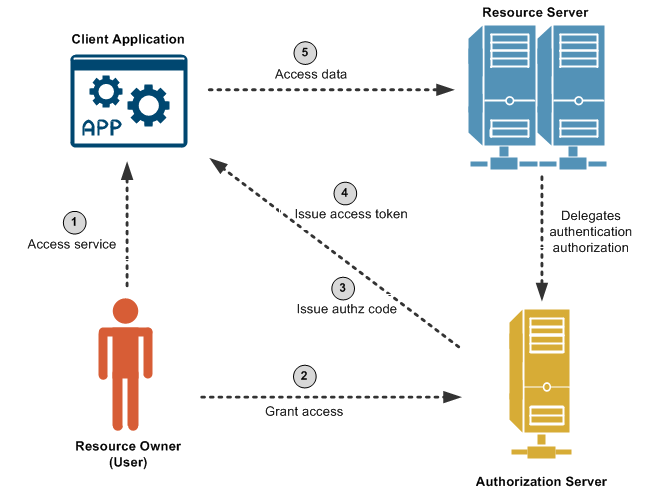 Resource Server
Client Application
5
Access data
APP
4
Issue access token
1
Access service
Delegates
authentication
authorization
3
Issue authz code
2
Grant access
Resource Owner
(User)
Authorization Server